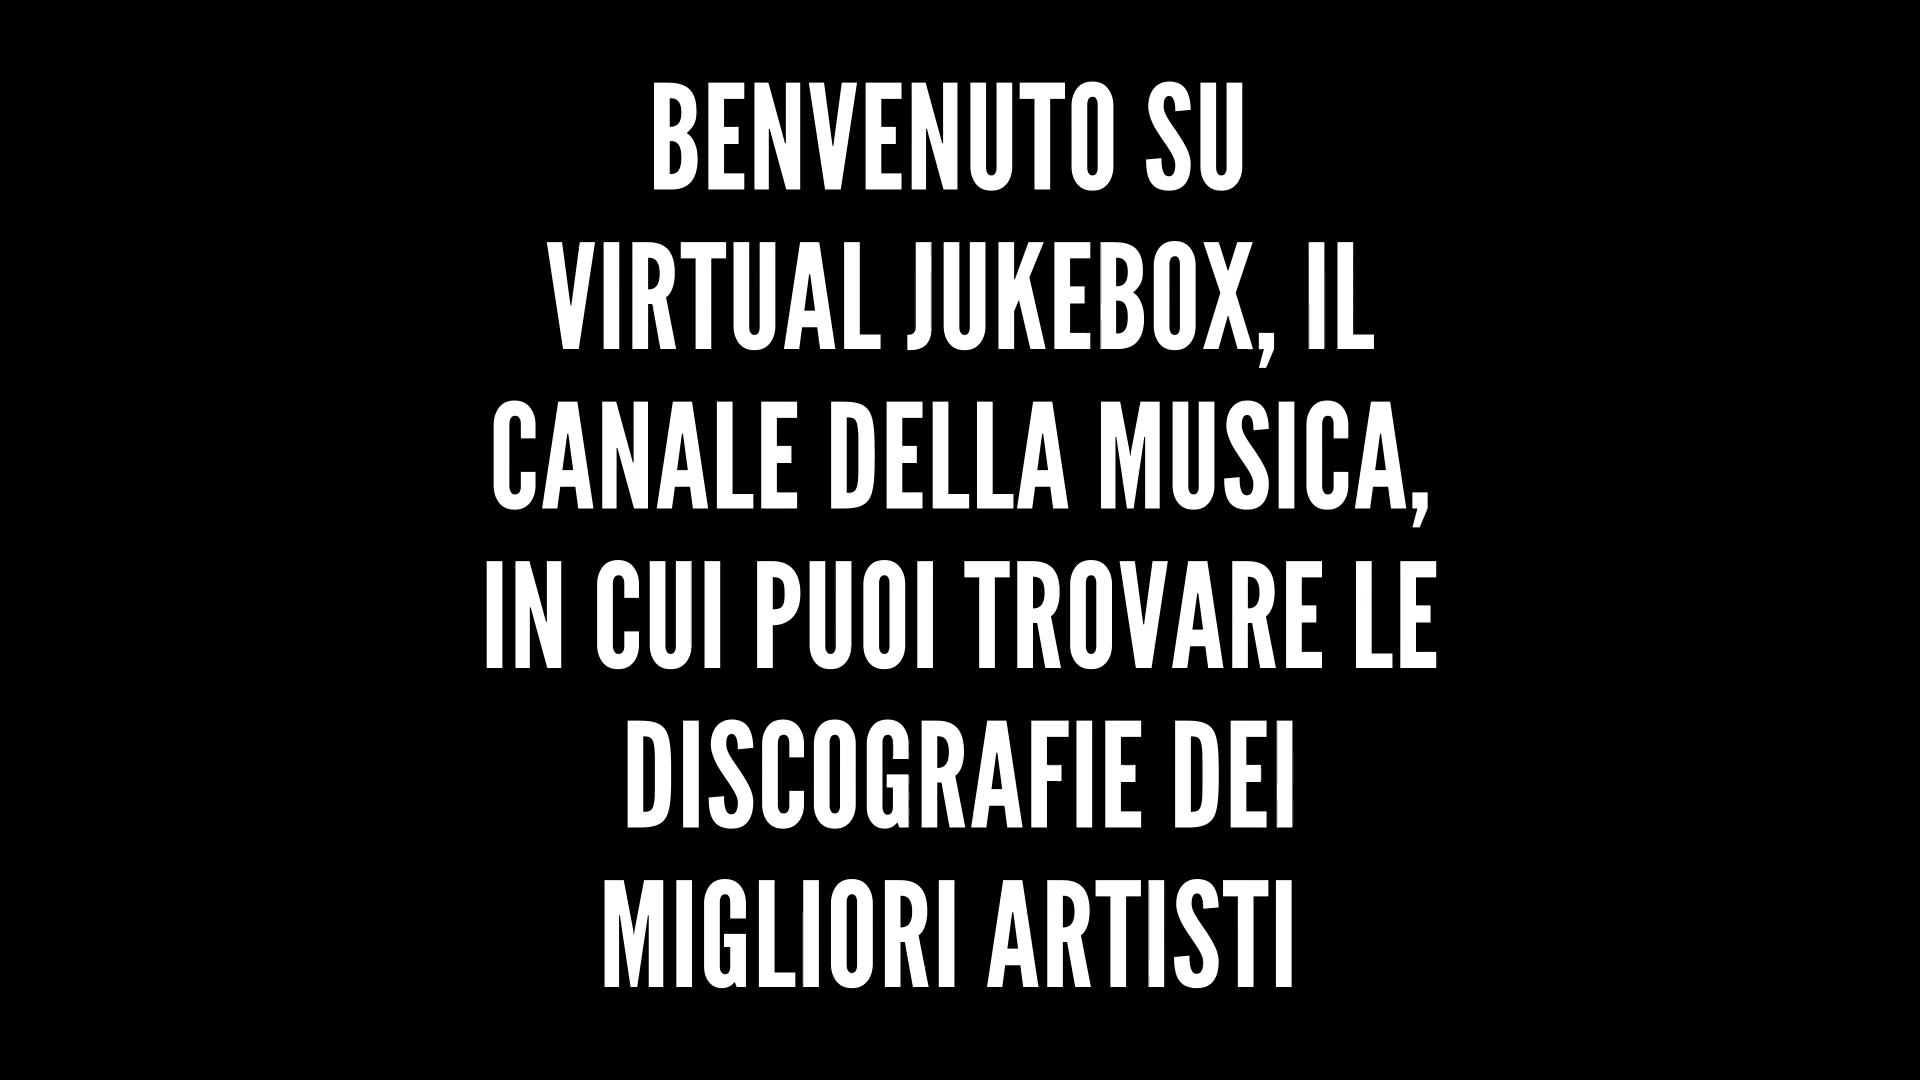 BENVENUTO SU
VIRTUAL JUKEBOX, IL
CANALE DELLA MUSICA,
IN CUI PUOI TROVARE LE
DISCOGRAFIE DEI
MIGLIORI ARTISTI